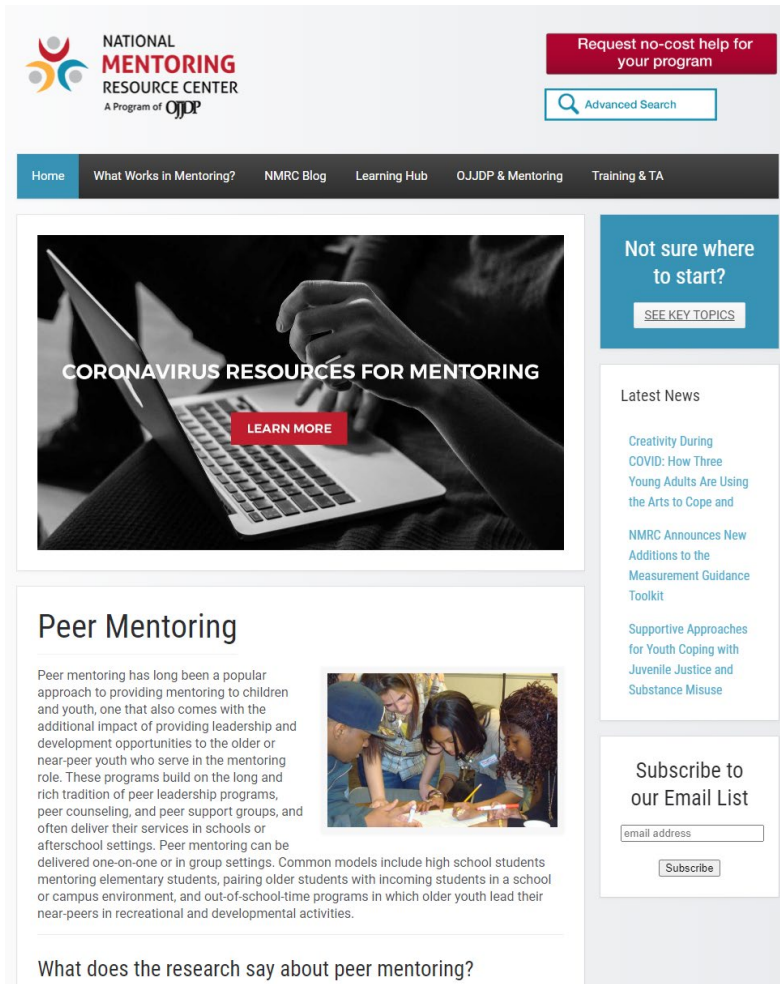 NATIONAL
MENTORING
RESOURCE CENTER
A Program of OJJDP
Request no-cost help for
your program
Advanced Search
Home What Works in Mentoring? NMRC Blog Learning Hub OJJDP & Mentoring Training & TA
CORONAVIRUS RESOURCES FOR MENTORING
LEARN MORE
Peer Mentoring
Peer mentoring has long been a popular
approach to providing mentoring to children
and youth, one that also comes with the
additional impact of providing leadership and
development opportunities to the older or
near-peer youth who serve in the mentoring
role. These programs build on the long and
rich tradition of peer leadership programs,
peer counseling, and peer support groups, and
often deliver their services in schools or
afterschool settings. Peer mentoring can be
delivered one-on-one or in group settings. Common models include high school students
mentoring elementary students, pairing older students with incoming students in a school
or campus environment, and out-of-school-time programs in which older youth lead their
near-peers in recreational and developmental activities.
What does the research say about peer mentoring?
Not sure where
to start?
SEE KEY TOPICS
Latest News
Creativity During
COVID: How Three
Young Adults Are Using
the Arts to Cope and
NMRC Announces New
Additions to the
Measurement Guidance
Toolkit
Supportive Approaches
for Youth Coping with
Juvenile Justice and
Substance Misuse
Subscribe to
our Email List
email address
Subscribe